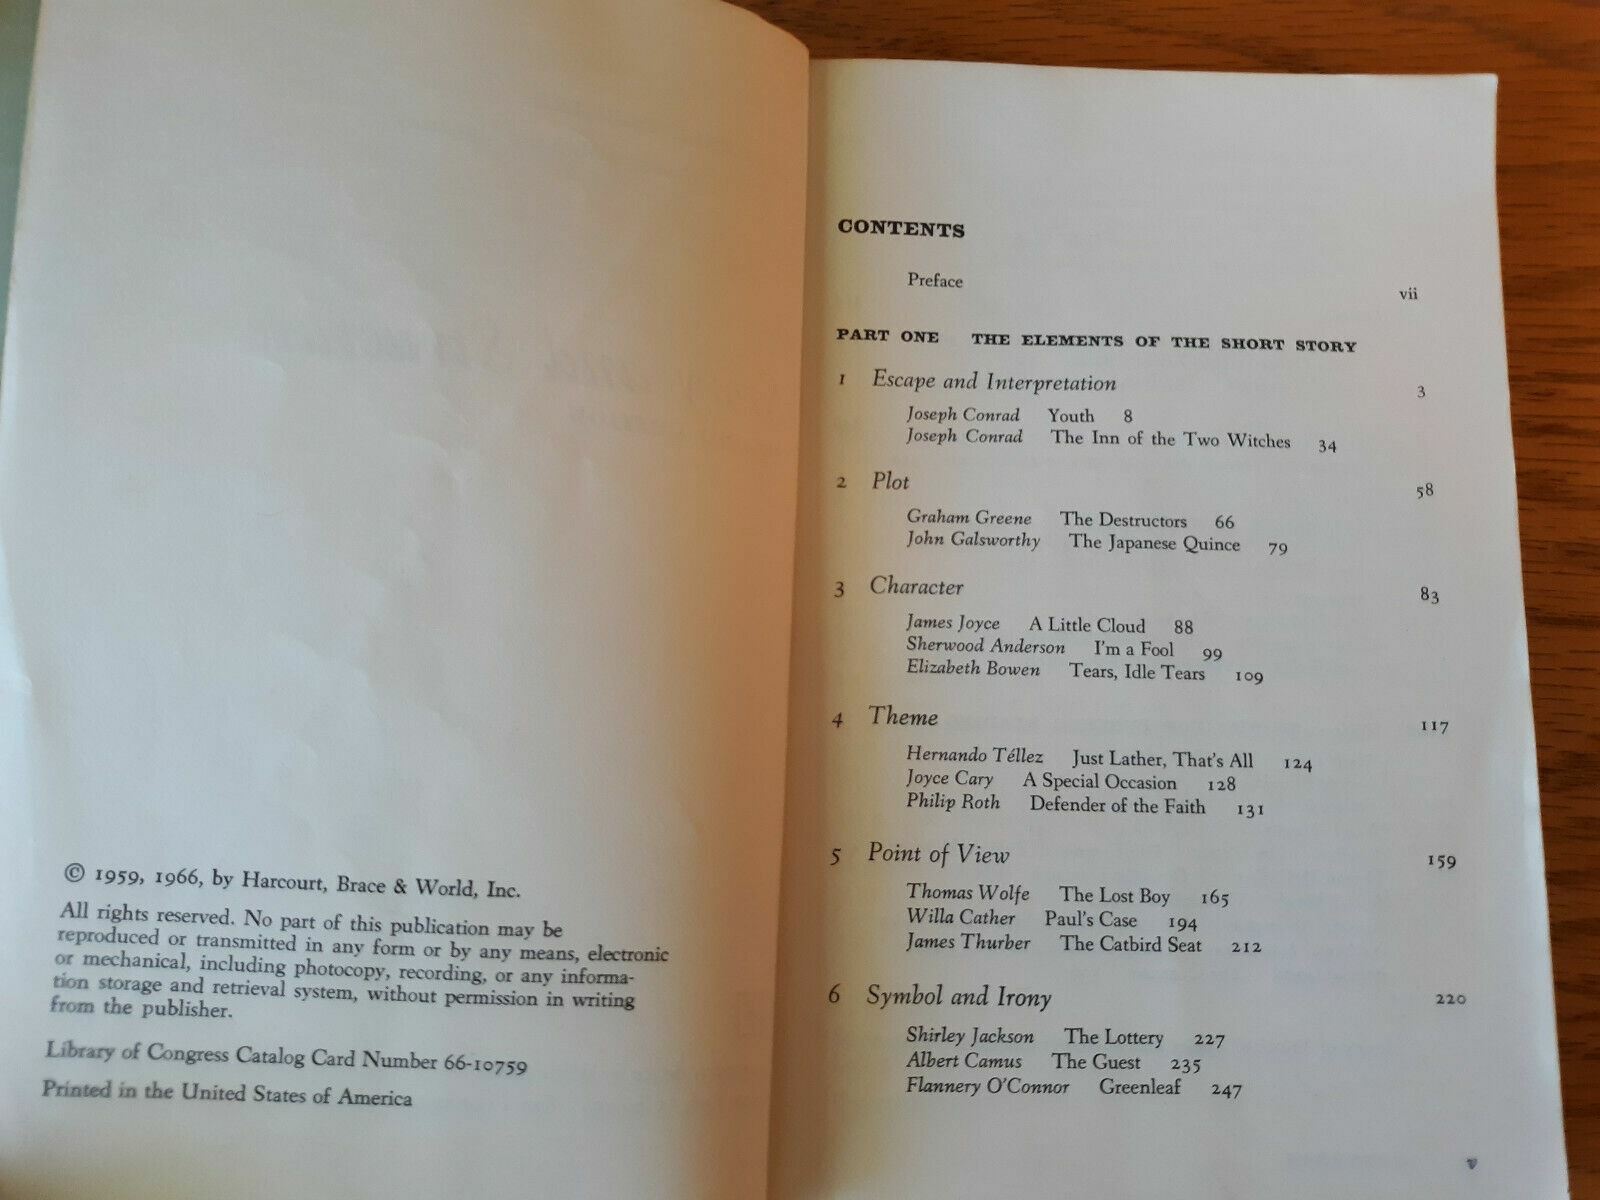 © 1959, 1966, by Harcourt, Brace & World, Inc.
All rights reserved. No part of this publication may be
reproduced or transmitted in any form or by any means, electronic
or mechanical, including photocopy, recording, or any informa-
tion storage and retrieval system, without permission in writing
from the publisher.
Library of Congress Catalog Card Number 66-10759
Printed in the United States of America
CONTENTS
Preface vii
PART ONE THE ELEMENTS OF THE SHORT STORY
1 Escape and Interpretation 3
Joseph Conrad Youth 8
Joseph Conrad The Inn of the Two Witches 34
2 Plot 58
Graham Greene The Destructors 66
John Galsworthy The Japanese Quince 79
3 Character 83
James Joyce A Little Cloud 88
Sherwood Anderson I'm a Fool 99
Elizabeth Bowen Tears, Idle Tears 109
4 Theme 117
Hernando Téllez Just Lather, That's All 124
Joyce Cary A Special Occasion 128
Philip Roth Defender of the Faith 131
5 Point of View 159
Thomas Wolfe The Lost Boy 165
Willa Cather Paul's Case 194
James Thurber The Catbird Seat 212
6 Symbol and Irony 220
Shirley Jackson The Lottery 227
Albert Camus The Guest 235
Flannery O'Connor Greenleaf 247
v